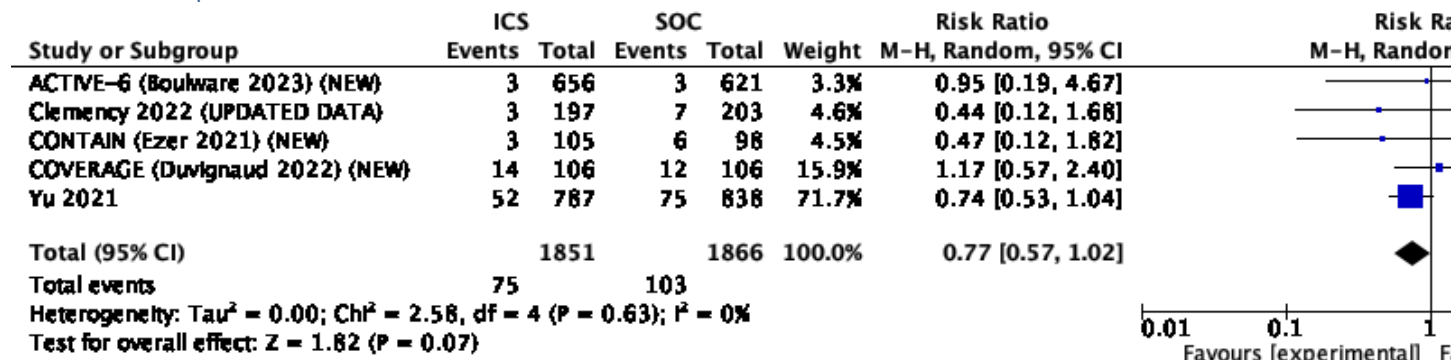 ICS SOC Risk Ratio Risk Ra
Study or Subgroup Events Total Events Total Weight M-H, Random, 95% CI M-H, Random
ACTIVE-6 (Boulware 2023) (NEW) 3 656 3 621 3.3% 0.95 [0.19, 4.67]
Clemency 2022 (UPDATED DATA) 3 197 7 203 4.6% 0.44 [0.12, 1.68]
CONTAIN (Ezer 2021) (NEW) 3 105 6 98 4.5% 0.47 [0.12, 1.82]
COVERAGE (Duvignaud 2022) (NEW) 14 106 12 106 15.9% 1.17 [0.57, 2.40]
Yu 2021 52 787 75 838 71.7% 0.74 [0.53, 1.04]
Total (95% CI) 1851 1866 100.0% 0.77 [0.57, 1.02]
Total events 75 103
Heterogeneity: Tau² = 0.00; Chi² = 2.58, df = 4 (P = 0.63); I² = 0%
Test for overall effect: Z = 1.82 (P = 0.07)
0.01 0.1 1
Favours [experimental] F